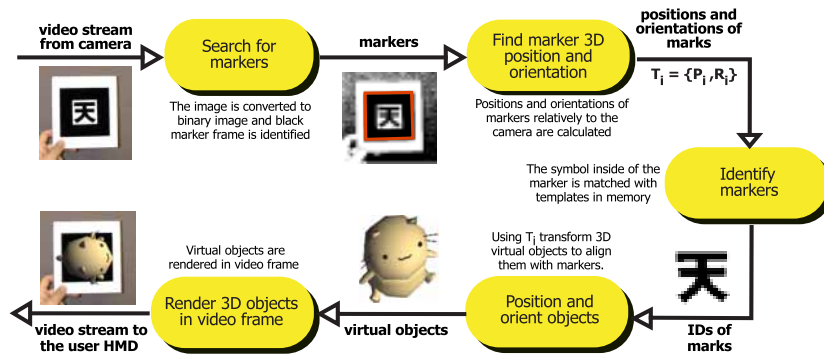 video stream
from camera
Search for
markers
The image is converted to
binary image and black
marker frame is identified
天
markers
天
Find marker 3D
position and
orientation
Positions and orientations of
markers relatively to the
camera are calculated
positions and
orientations of
marks
Ti = {Pi ,Ri}
The symbol inside of the
marker is matched with
templates in memory
Identify
markers
天
IDs of
marks
Using Ti transform 3D
virtual objects to align
them with markers.
Position and
orient objects
virtual objects
Virtual objects are
rendered in video frame
Render 3D objects
in video frame
video stream to
the user HMD